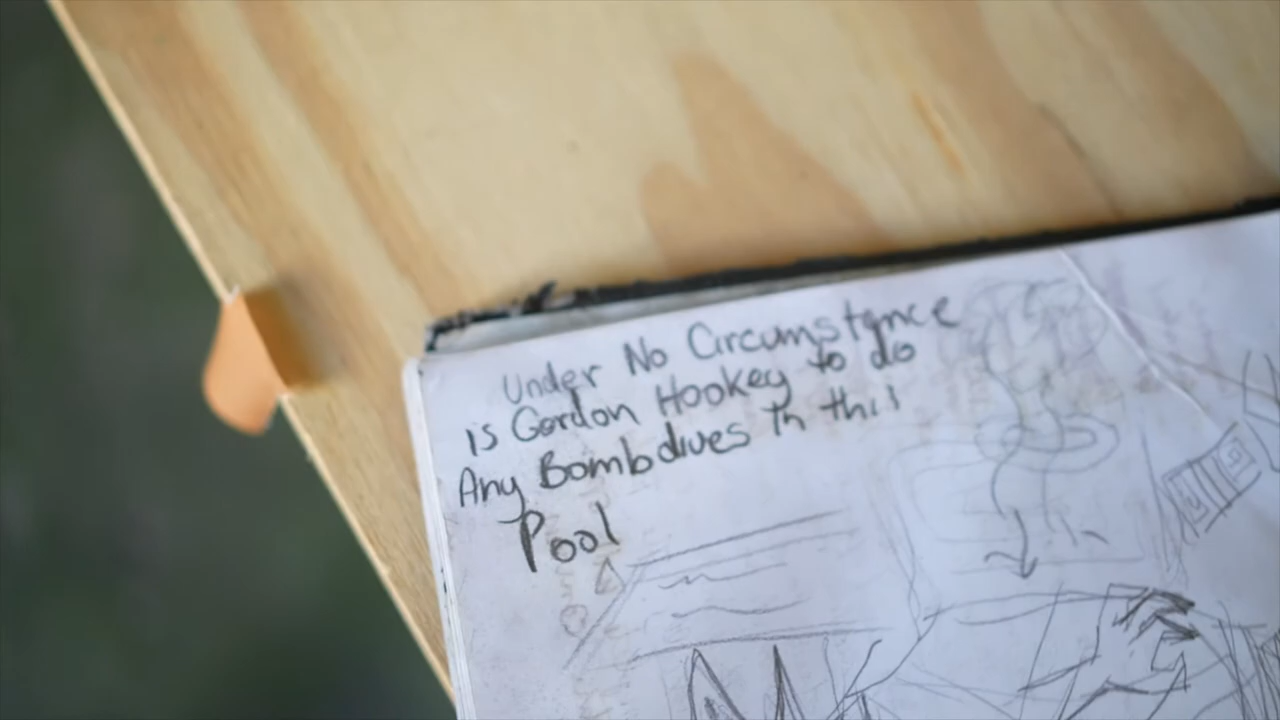 Under No Circumstance
is Gordon Hookey to do
Any Bombdives in this
Pool